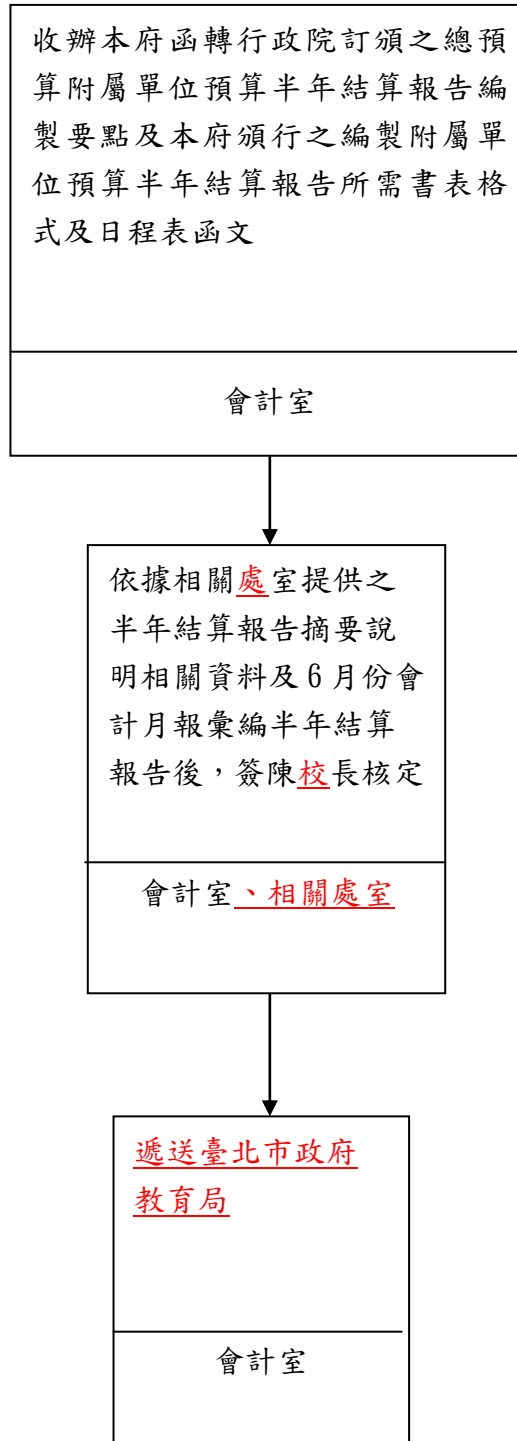 收辦本府函轉行政院訂頒之總預
算附屬單位預算半年結算報告編
製要點及本府頒行之編製附屬單
位預算半年結算報告所需書表格
式及日程表函文
會計室
依據相關處室提供之
半年結算報告摘要說
明相關資料及6月份會
計月報彙編半年結算
報告後，簽陳校長核定
會計室、相關處室
遞送臺北市政府
教育局
會計室